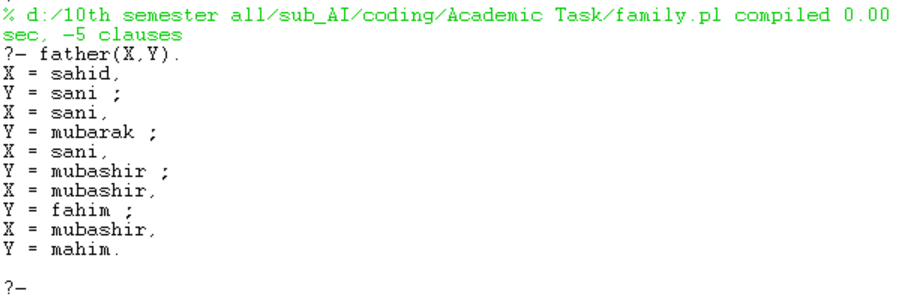 % d:/10th semester all/sub_AI/coding/Academic Task/family.pl compiled 0.00
sec, -5 clauses
?- father(X,Y).
X = sahid,
Y = sani ;
X = sani,
Y = mubarak ;
X = sani,
Y = mubashir ;
X = mubashir,
Y = fahim ;
X = mubashir,
Y = mahim.
?-